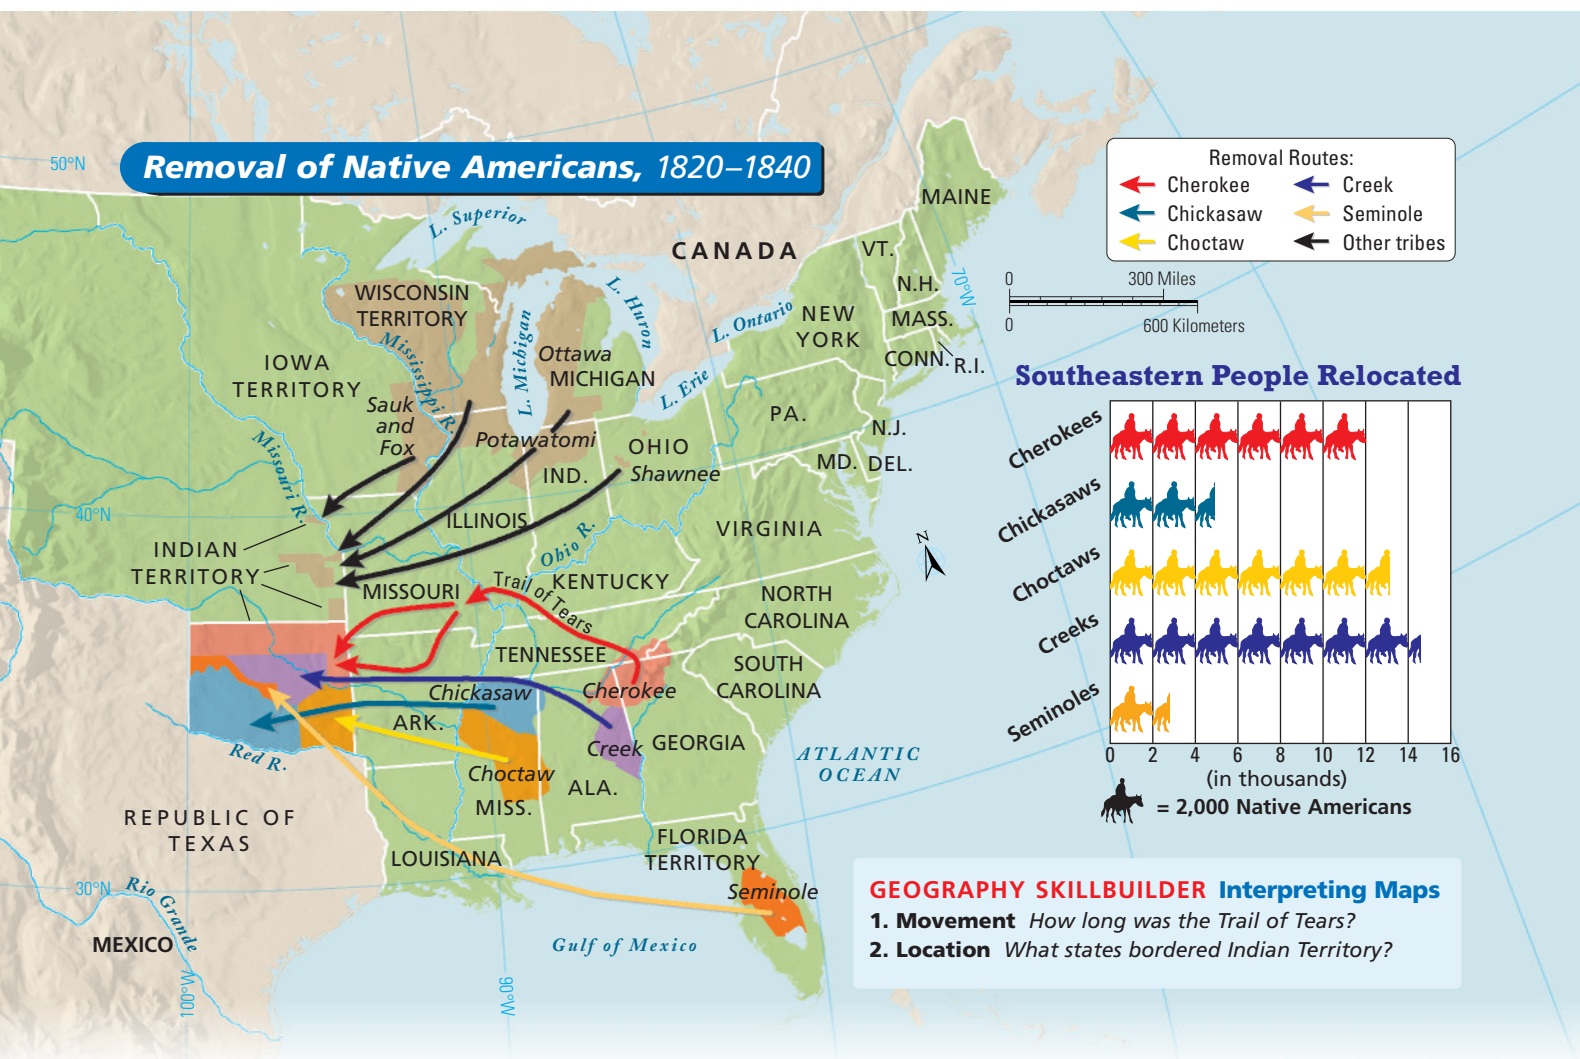 Removal of Native Americans, 1820–1840
50°N
40°N
30°N
100°W
90°W
70°W
CANADA
L. Superior
L. Michigan
L. Huron
L. Ontario
L. Erie
WISCONSIN
TERRITORY
IOWA
TERRITORY
Mississippi R.
Missouri R.
Ohio R.
Ottawa
MICHIGAN
Sauk
and
Fox
Potawatomi
OHIO
Shawnee
IND.
ILLINOIS
INDIAN
TERRITORY
MISSOURI
KENTUCKY
Trail of Tears
TENNESSEE
Chickasaw
Cherokee
ARK.
Creek
Choctaw
MISS.
ALA.
GEORGIA
LOUISIANA
FLORIDA
TERRITORY
Seminole
Red R.
REPUBLIC OF
TEXAS
Rio Grande
MEXICO
Gulf of Mexico
ATLANTIC
OCEAN
MAINE
VT.
N.H.
MASS.
CONN.
R.I.
NEW
YORK
PA.
N.J.
MD.
DEL.
VIRGINIA
NORTH
CAROLINA
SOUTH
CAROLINA
N
Removal Routes:
Cherokee
Creek
Chickasaw
Seminole
Choctaw
Other tribes
0 300 Miles
0 600 Kilometers
Southeastern People Relocated
Cherokees
Chickasaws
Choctaws
Creeks
Seminoles
0 2 4 6 8 10 12 14 16
(in thousands)
= 2,000 Native Americans
GEOGRAPHY SKILLBUILDER Interpreting Maps
1. Movement How long was the Trail of Tears?
2. Location What states bordered Indian Territory?